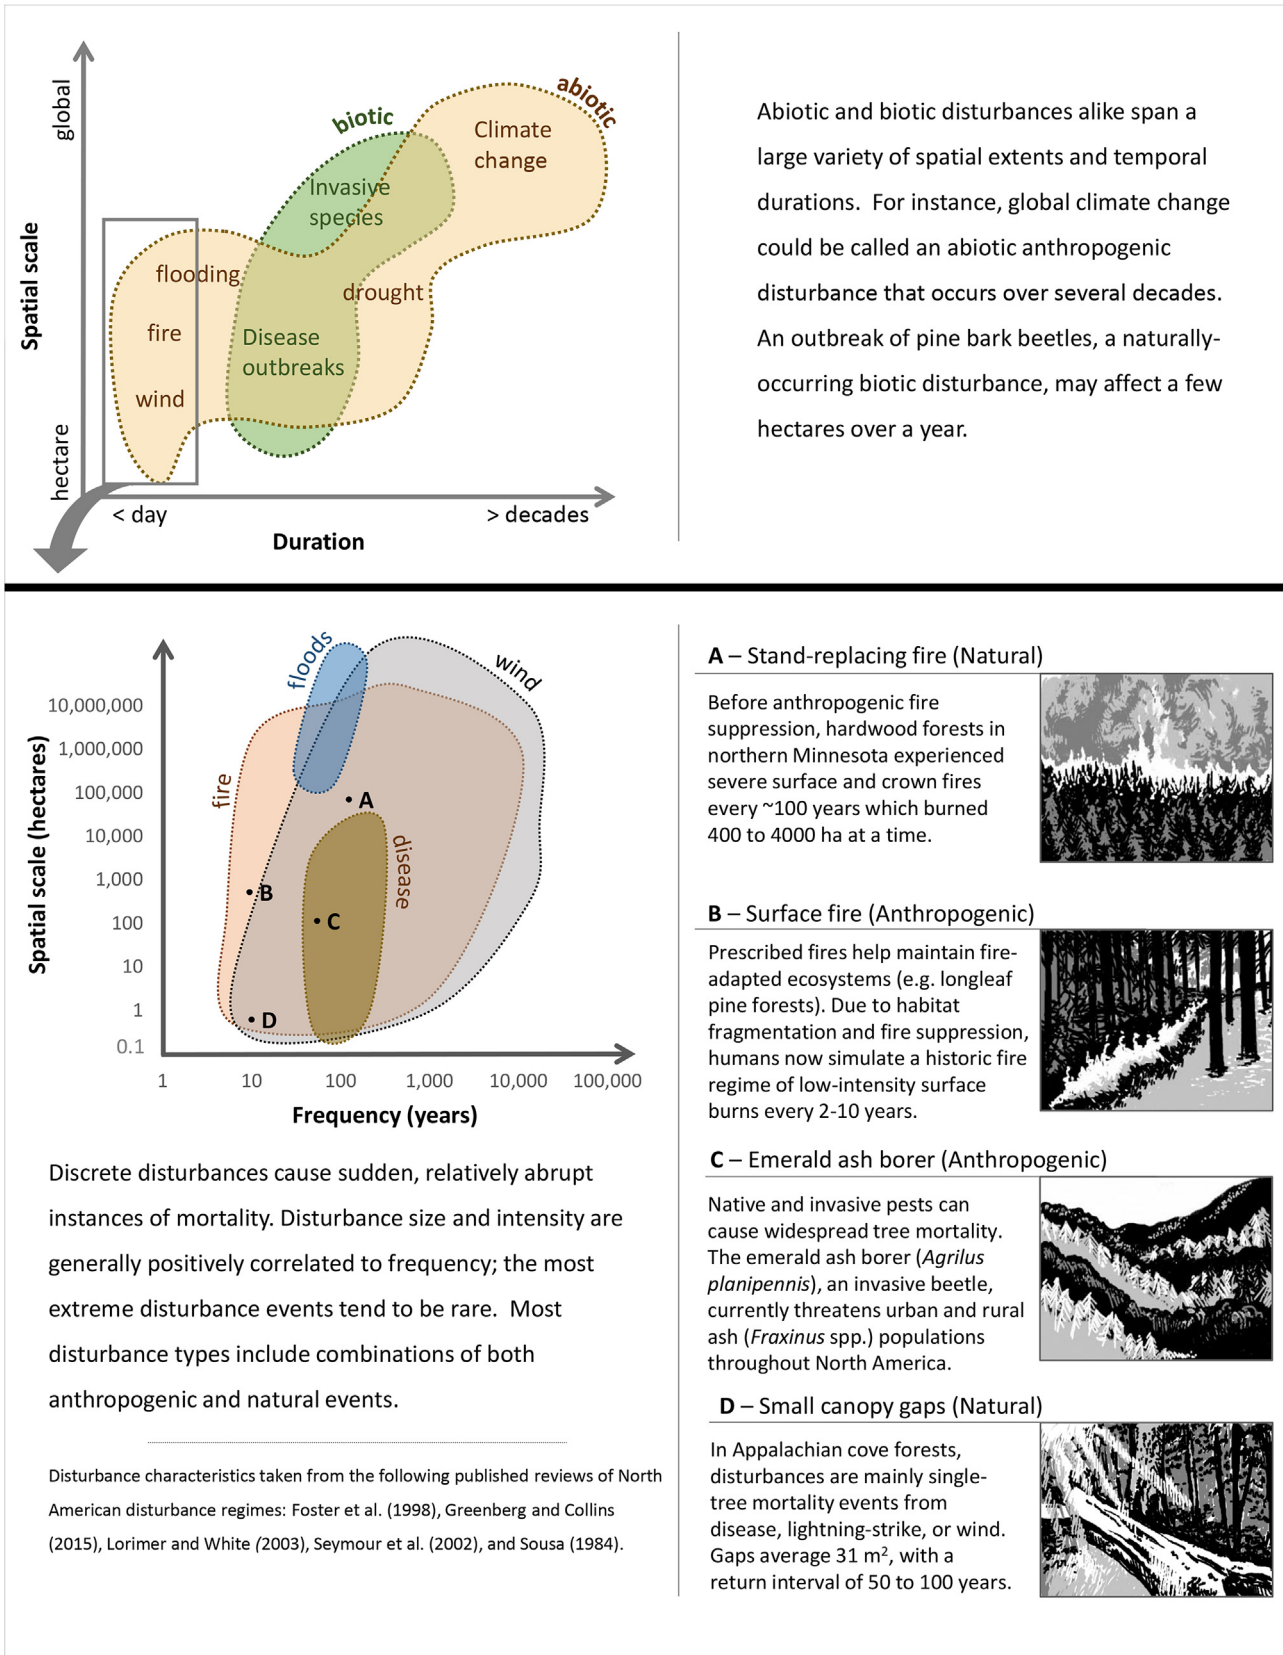 global
hectare
Spatial scale
biotic
abiotic
Climate
change
Invasive
species
flooding
drought
fire
Disease
outbreaks
wind
< day
> decades
Duration
Abiotic and biotic disturbances alike span a
large variety of spatial extents and temporal
durations.  For instance, global climate change
could be called an abiotic anthropogenic
disturbance that occurs over several decades.
An outbreak of pine bark beetles, a naturally-
occurring biotic disturbance, may affect a few
hectares over a year.
Spatial scale (hectares)
10,000,000
1,000,000
100,000
10,000
1,000
100
10
1
0.1
floods
wind
fire
disease
A
B
C
D
1
10
100
1,000
10,000
100,000
Frequency (years)
Discrete disturbances cause sudden, relatively abrupt
instances of mortality. Disturbance size and intensity are
generally positively correlated to frequency; the most
extreme disturbance events tend to be rare.  Most
disturbance types include combinations of both
anthropogenic and natural events.
Disturbance characteristics taken from the following published reviews of North
American disturbance regimes: Foster et al. (1998), Greenberg and Collins
(2015), Lorimer and White (2003), Seymour et al. (2002), and Sousa (1984).
A – Stand-replacing fire (Natural)
Before anthropogenic fire
suppression, hardwood forests in
northern Minnesota experienced
severe surface and crown fires
every ~100 years which burned
400 to 4000 ha at a time.
B – Surface fire (Anthropogenic)
Prescribed fires help maintain fire-
adapted ecosystems (e.g. longleaf
pine forests). Due to habitat
fragmentation and fire suppression,
humans now simulate a historic fire
regime of low-intensity surface
burns every 2-10 years.
C – Emerald ash borer (Anthropogenic)
Native and invasive pests can
cause widespread tree mortality.
The emerald ash borer (Agrilus
planipennis), an invasive beetle,
currently threatens urban and rural
ash (Fraxinus spp.) populations
throughout North America.
D – Small canopy gaps (Natural)
In Appalachian cove forests,
disturbances are mainly single-
tree mortality events from
disease, lightning-strike, or wind.
Gaps average 31 m², with a
return interval of 50 to 100 years.